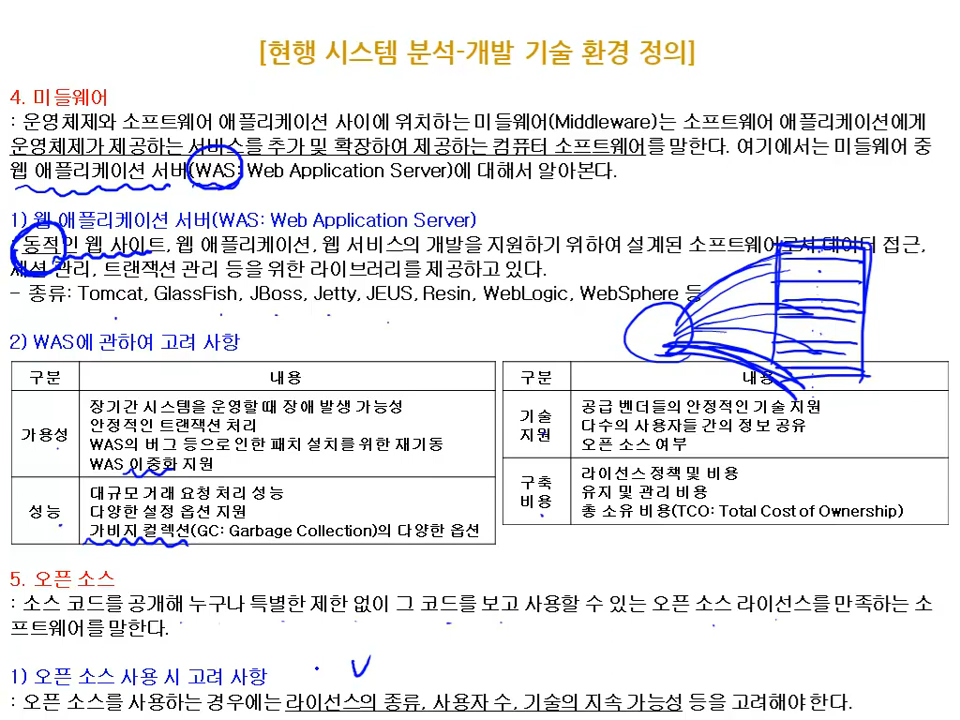 [현행 시스템 분석-개발 기술 환경 정의]
4. 미들웨어
: 운영체제와 소프트웨어 애플리케이션 사이에 위치하는 미들웨어(Middleware)는 소프트웨어 애플리케이션에게
운영체제가 제공하는 서비스를 추가 및 확장하여 제공하는 컴퓨터 소프트웨어를 말한다. 여기에서는 미들웨어 중
웹 애플리케이션 서버(WAS: Web Application Server)에 대해서 알아본다.
1) 웹 애플리케이션 서버(WAS: Web Application Server)
: 동적인 웹 사이트, 웹 애플리케이션, 웹 서비스의 개발을 지원하기 위하여 설계된 소프트웨어로서 데이터 접근,
세션 관리, 트랜잭션 관리 등을 위한 라이브러리를 제공하고 있다.
- 종류: Tomcat, GlassFish, JBoss, Jetty, JEUS, Resin, WebLogic, WebSphere 등
2) WAS에 관하여 고려 사항
구분 내용
가용성
장기간 시스템을 운영할 때 장애 발생 가능성
안정적인 트랜잭션 처리
WAS의 버그 등으로 인한 패치 설치를 위한 재기동
WAS 이중화 지원
성능
대규모 거래 요청 처리 성능
다양한 설정 옵션 지원
가비지 컬렉션(GC: Garbage Collection)의 다양한 옵션
구분 내용
기술
지원
공급 벤더들의 안정적인 기술 지원
다수의 사용자들 간의 정보 공유
오픈 소스 여부
구축
비용
라이선스 정책 및 비용
유지 및 관리 비용
총 소유 비용(TCO: Total Cost of Ownership)
5. 오픈 소스
: 소스 코드를 공개해 누구나 특별한 제한 없이 그 코드를 보고 사용할 수 있는 오픈 소스 라이선스를 만족하는 소
프트웨어를 말한다.
1) 오픈 소스 사용 시 고려 사항
: 오픈 소스를 사용하는 경우에는 라이선스의 종류, 사용자 수, 기술의 지속 가능성 등을 고려해야 한다.